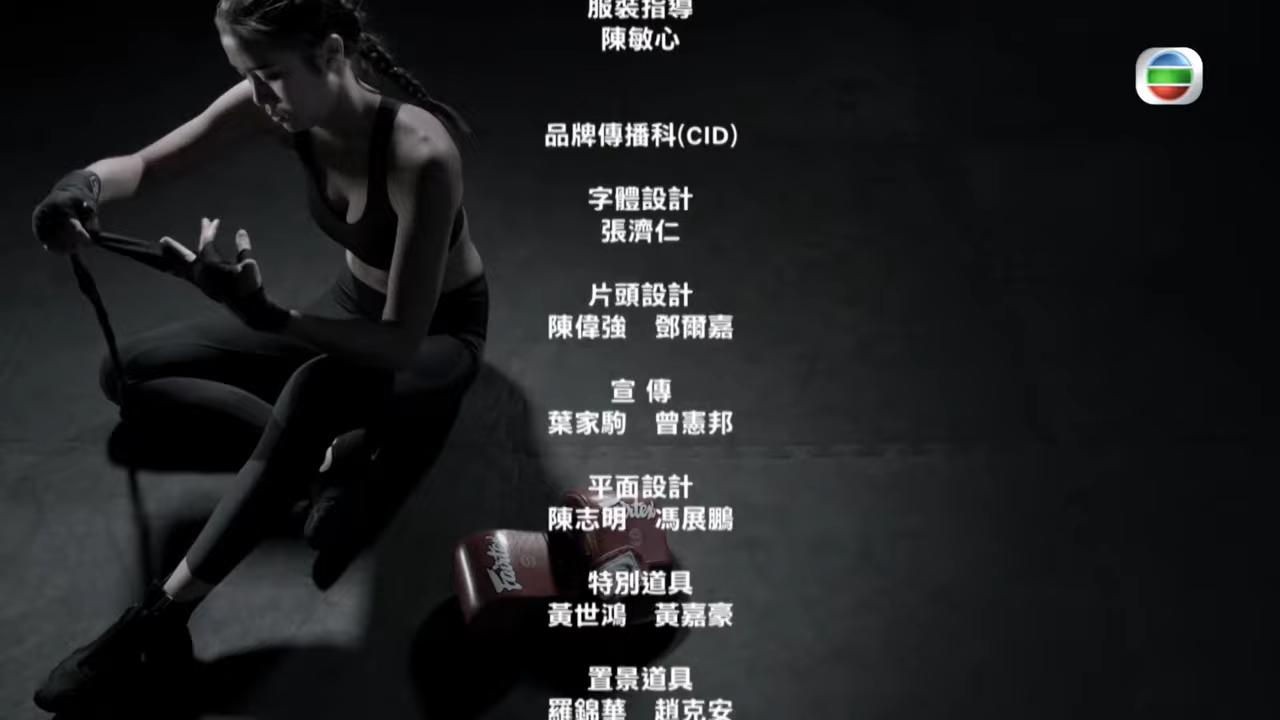 服裝指導
陳敏心
品牌傳播科(CID)
字體設計
張濟仁
片頭設計
陳偉強 鄧爾嘉
宣 傳
葉家駒 曾憲邦
平面設計
陳志明 馮展鵬
Fairtex
特別道具
黃世鴻 黃嘉豪
置景道具
羅錦華 趙克安